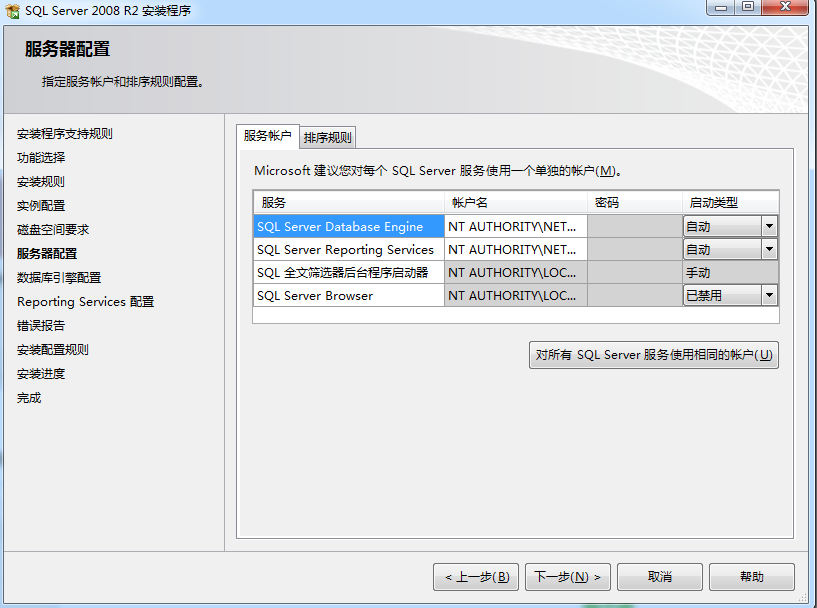 SQL Server 2008 R2 安装程序
服务器配置
指定服务帐户和排序规则配置。
安装程序支持规则
功能选择
安装规则
实例配置
磁盘空间要求
服务器配置
数据库引擎配置
Reporting Services 配置
错误报告
安装配置规则
安装进度
完成
服务帐户 排序规则
Microsoft 建议您对每个 SQL Server 服务使用一个单独的帐户(M)。
服务 帐户名 密码 启动类型
SQL Server Database Engine NT AUTHORITY\NET... 自动
SQL Server Reporting Services NT AUTHORITY\NET... 自动
SQL 全文筛选器后台程序启动器 NT AUTHORITY\LOC... 手动
SQL Server Browser NT AUTHORITY\LOC... 已禁用
对所有 SQL Server 服务使用相同的帐户(U)
< 上一步(B) 下一步(N) > 取消 帮助